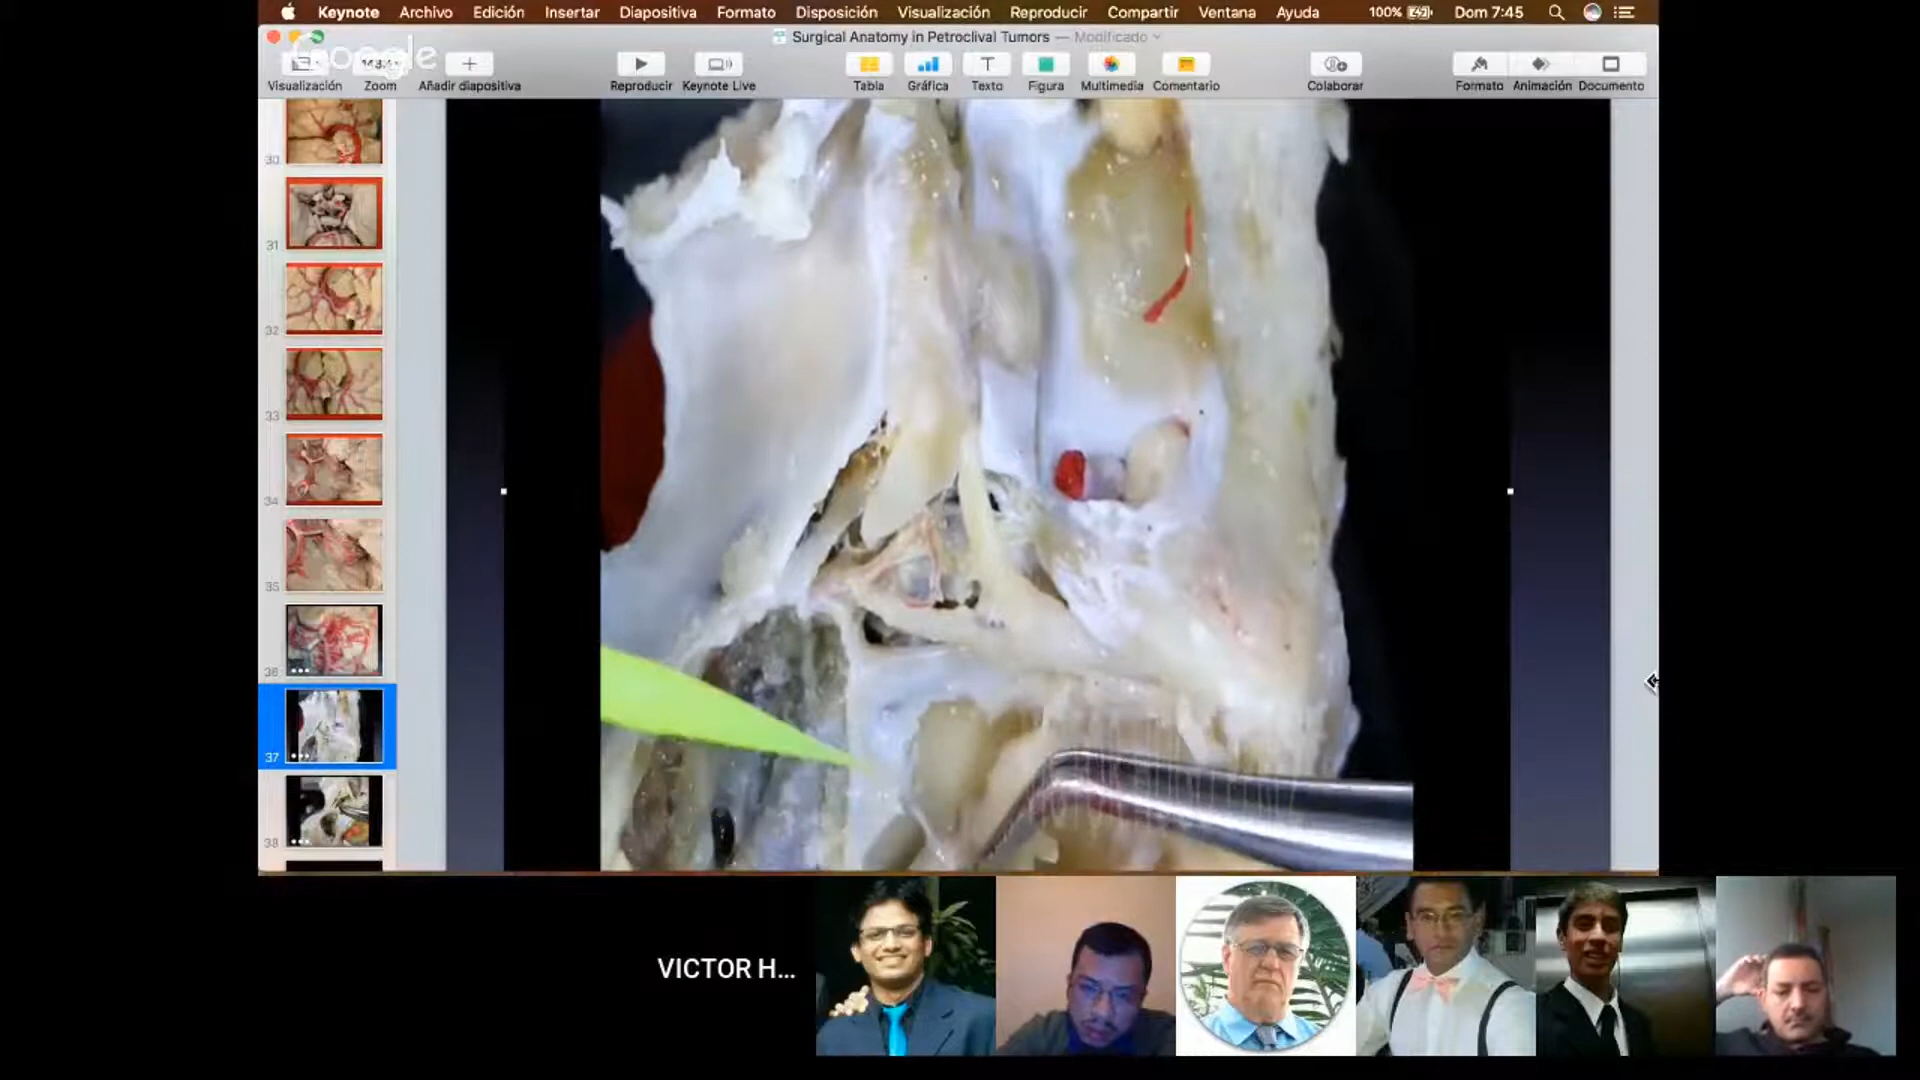 Keynote Archivo Edición Insertar Diapositiva Formato Disposición Visualización Reproducir Compartir Ventana Ayuda 100% Dom 7:45
Surgical Anatomy in Petroclival Tumors — Modificado
Google
Visualización Zoom Añadir diapositiva Reproducir Keynote Live Tabla Gráfica Texto Figura Multimedia Comentario Colaborar Formato Animación Documento
30
31
32
33
34
35
36
37
38
VICTOR H...